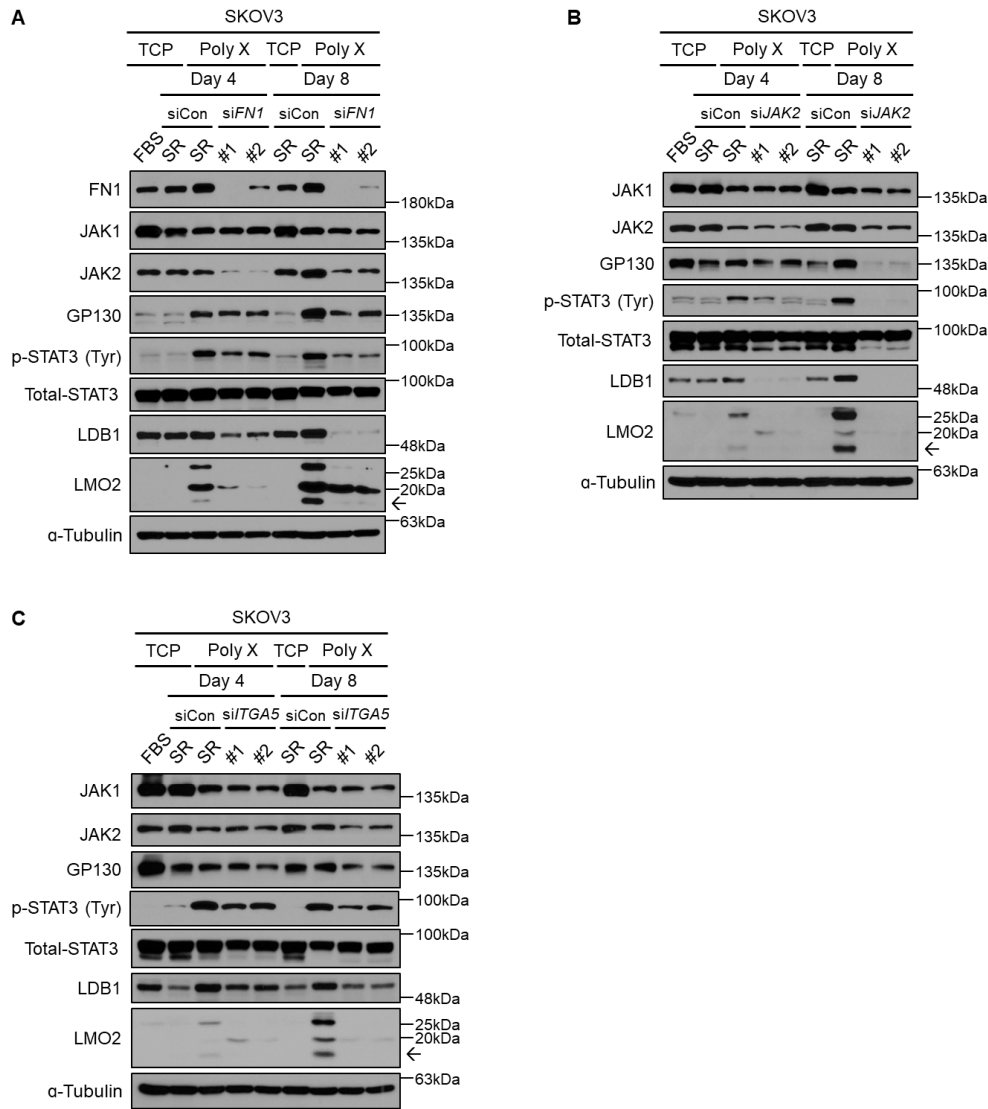 A
SKOV3
TCP Poly X TCP Poly X
Day 4 Day 8
siCon siFN1 siCon siFN1
FBS SR SR #1 #2 SR SR #1 #2
FN1 180kDa
JAK1 135kDa
JAK2 135kDa
GP130 135kDa
p-STAT3 (Tyr) 100kDa
Total-STAT3 100kDa
LDB1 48kDa
LMO2 25kDa
20kDa
←
α-Tubulin 63kDa
B
SKOV3
TCP Poly X TCP Poly X
Day 4 Day 8
siCon siJAK2 siCon siJAK2
FBS SR SR #1 #2 SR SR #1 #2
JAK1 135kDa
JAK2 135kDa
GP130 135kDa
p-STAT3 (Tyr) 100kDa
Total-STAT3 100kDa
LDB1 48kDa
LMO2 25kDa
20kDa
←
α-Tubulin 63kDa
C
SKOV3
TCP Poly X TCP Poly X
Day 4 Day 8
siCon siITGA5 siCon siITGA5
FBS SR SR #1 #2 SR SR #1 #2
JAK1 135kDa
JAK2 135kDa
GP130 135kDa
p-STAT3 (Tyr) 100kDa
Total-STAT3 100kDa
LDB1 48kDa
LMO2 25kDa
20kDa
←
α-Tubulin 63kDa